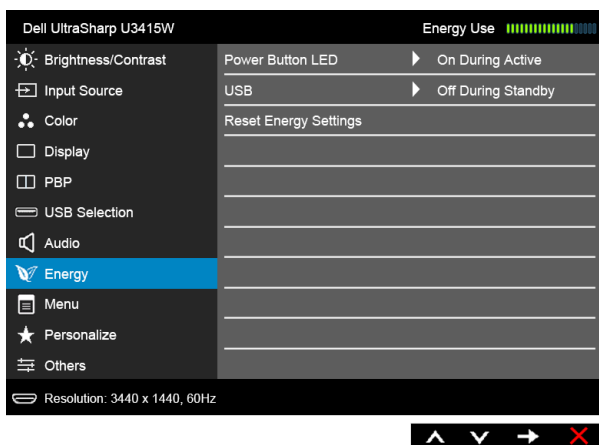 Dell UltraSharp U3415W Energy Use
Brightness/Contrast
Input Source
Color
Display
PBP
USB Selection
Audio
Energy
Menu
Personalize
Others
Power Button LED On During Active
USB Off During Standby
Reset Energy Settings
Resolution: 3440 x 1440, 60Hz